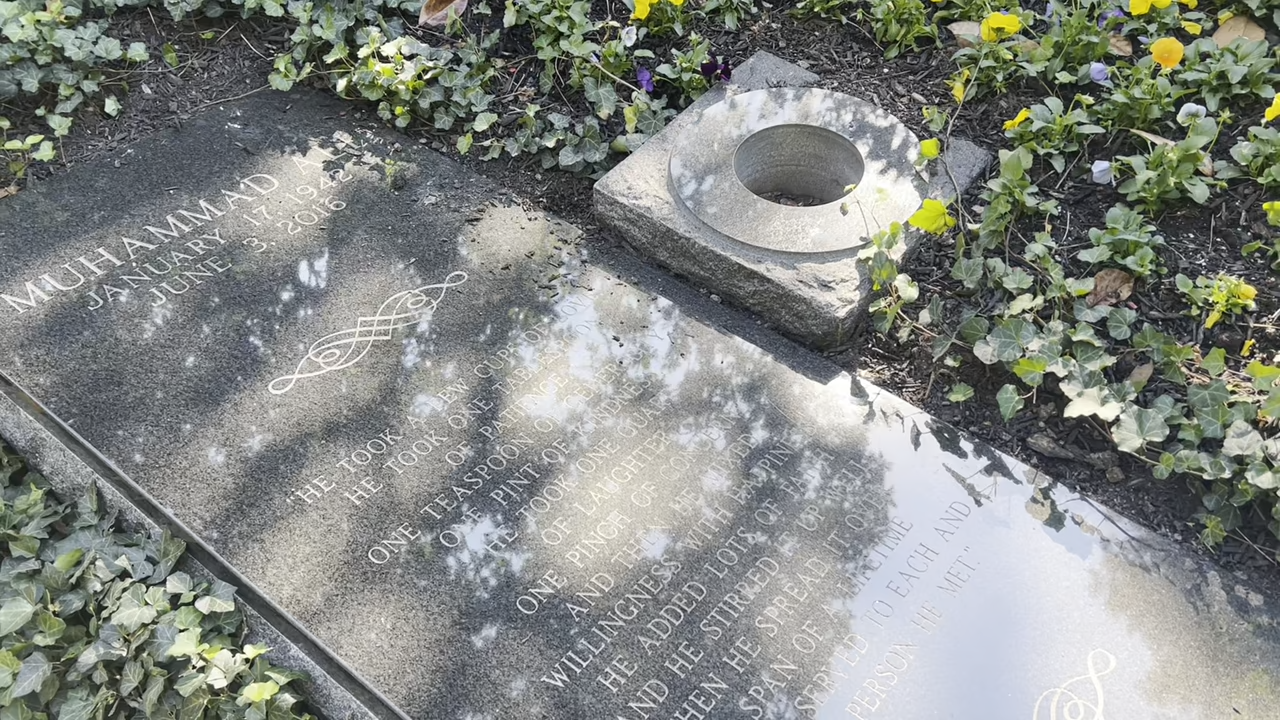 MUHAMMAD
JANUARY 17, 1942
JUNE 3, 2016
"HE TOOK A FEW CUPS OF
HE TOOK ONE TABLESPOON
OF PATIENCE
ONE TEASPOON OF
ONE PINT OF KINDNESS
HE TOOK ONE QUART
OF LAUGHTER
ONE PINCH OF CONCERN
AND THEN HE MIXED
WILLINGNESS WITH
HE ADDED LOTS OF FAITH
AND HE STIRRED IT UP WELL
HE SPREAD IT OVER
SPAN OF A LIFETIME
SERVED TO EACH AND
PERSON HE MET."